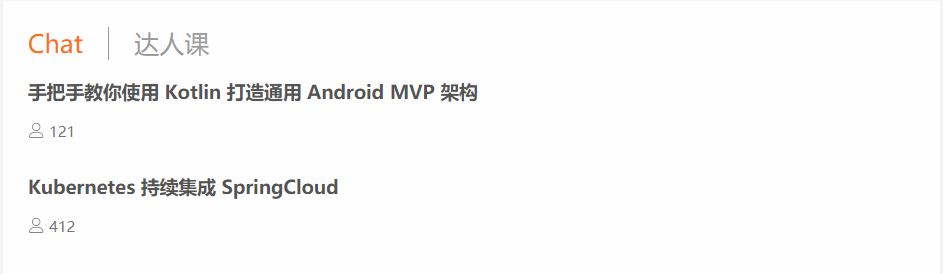 Chat | 达人课
手把手教你使用 Kotlin 打造通用 Android MVP 架构
121
Kubernetes 持续集成 SpringCloud
412